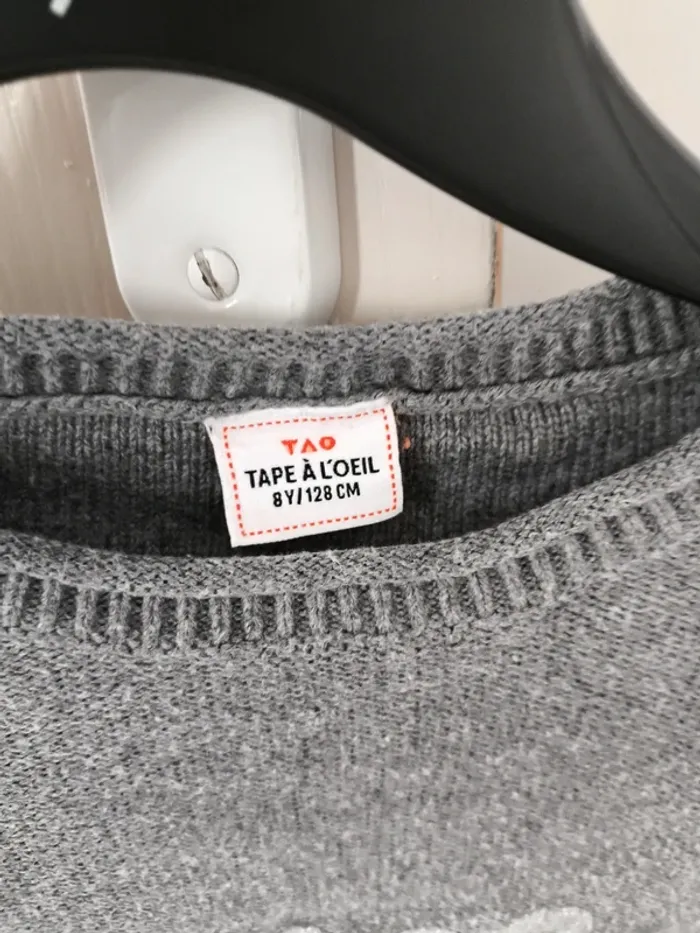 TAO
TAPE À L'OEIL
8Y/128 CM